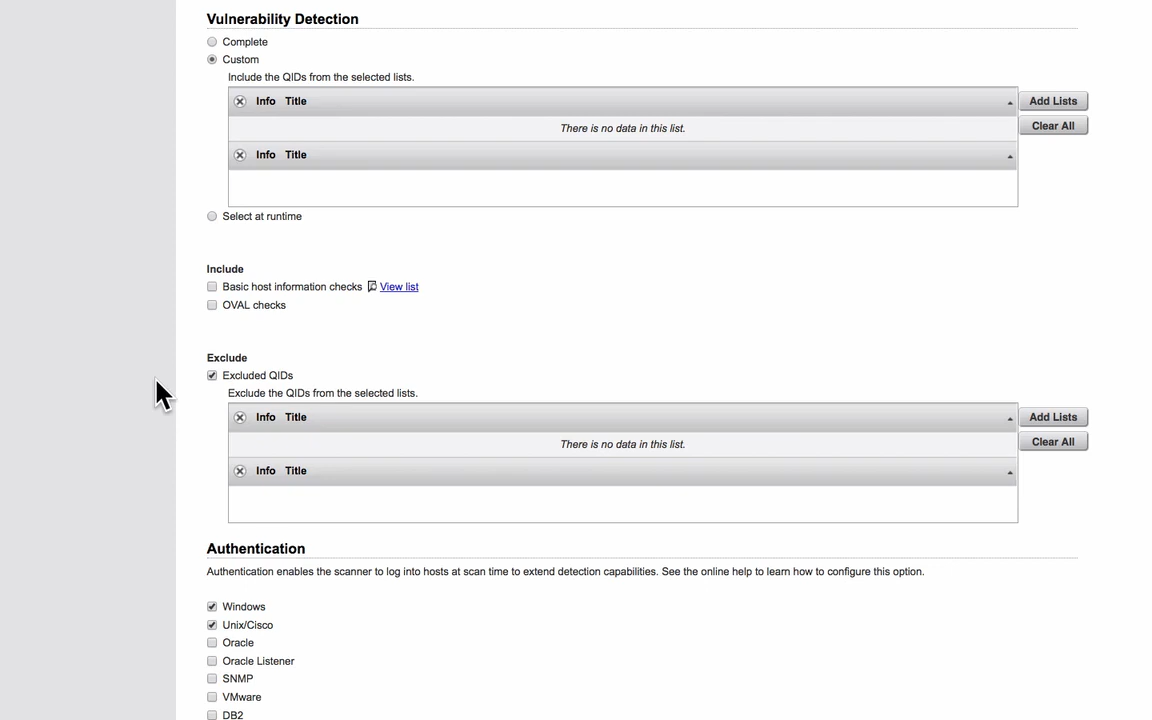 Vulnerability Detection
Complete
Custom
Include the QIDs from the selected lists.
Info Title
Add Lists
There is no data in this list.
Clear All
Info Title
Select at runtime
Include
Basic host information checks View list
OVAL checks
Exclude
Excluded QIDs
Exclude the QIDs from the selected lists.
Info Title
Add Lists
There is no data in this list.
Clear All
Info Title
Authentication
Authentication enables the scanner to log into hosts at scan time to extend detection capabilities. See the online help to learn how to configure this option.
Windows
Unix/Cisco
Oracle
Oracle Listener
SNMP
VMware
DB2